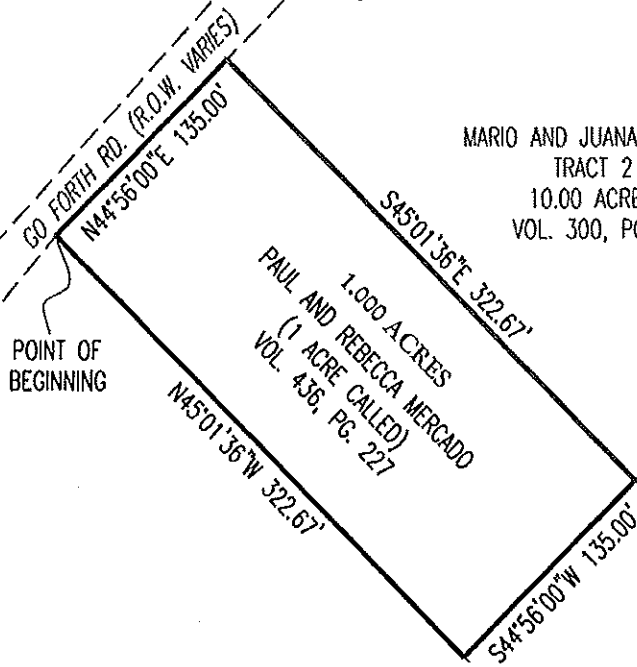 GO FORTH RD. (R.O.W. VARIES)
N44°56'00"E 135.00'
MARIO AND JUANA
TRACT 2
10.00 ACRE
VOL. 300, PG
S45°01'36"E 322.67'
1.000 ACRES
PAUL AND REBECCA MERCADO
(1 ACRE CALLED)
VOL. 436, PG. 227
POINT OF
BEGINNING
N45°01'36"W 322.67'
S44°56'00"W 135.00'